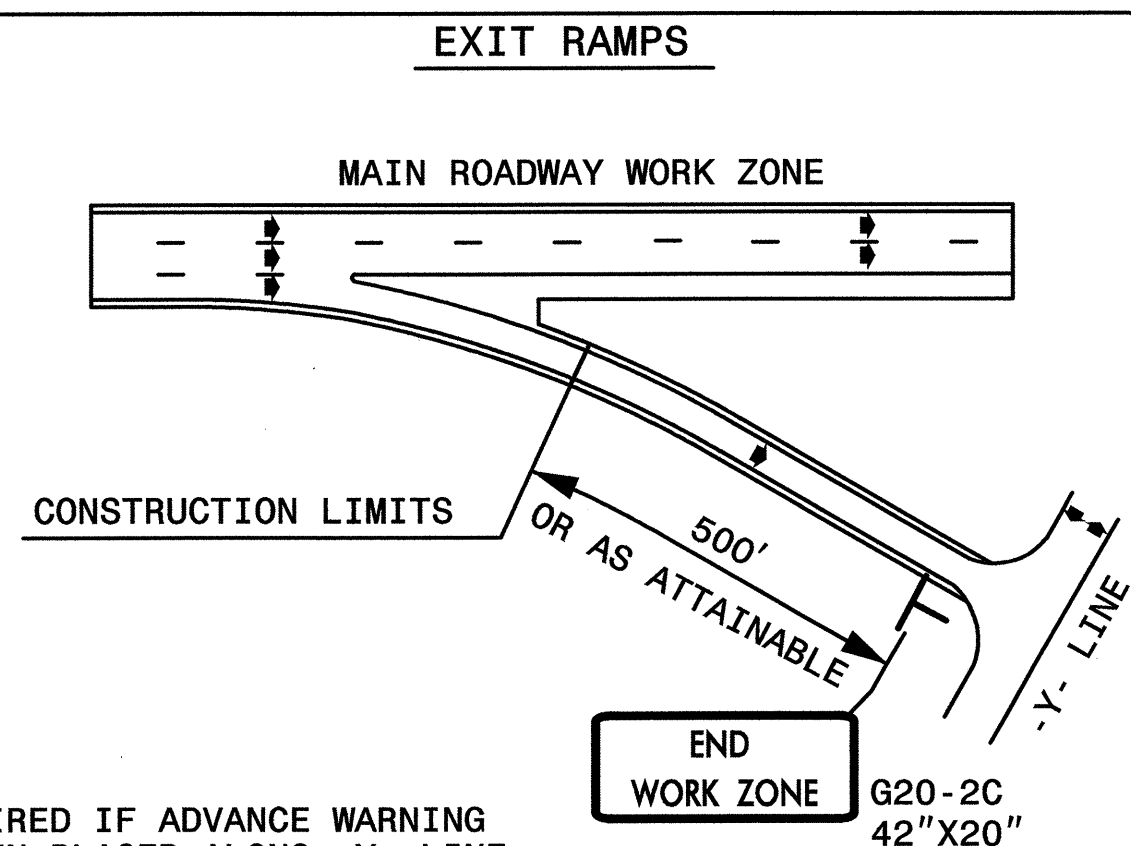 EXIT RAMPS
MAIN ROADWAY WORK ZONE
CONSTRUCTION LIMITS
500'
OR AS ATTAINABLE
-Y- LINE
END
WORK ZONE
G20-2C
42"X20"
IRED IF ADVANCE WARNING